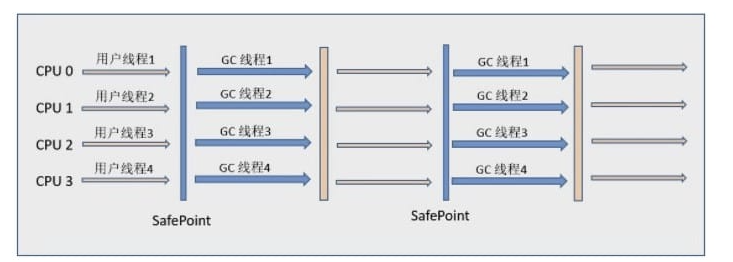 CPU 0 用户线程1 GC 线程1 GC 线程1
CPU 1 用户线程2 GC 线程2 GC 线程2
CPU 2 用户线程3 GC 线程3 GC 线程3
CPU 3 用户线程4 GC 线程4 GC 线程4
SafePoint SafePoint